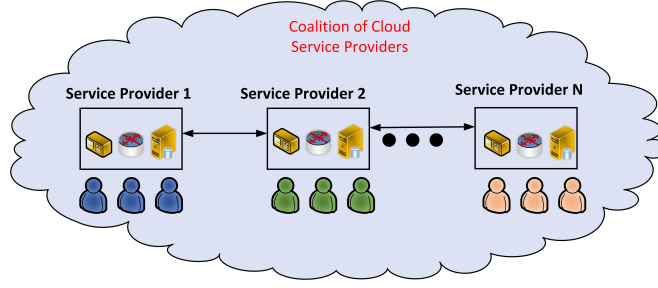 Coalition of Cloud
Service Providers
Service Provider 1
Service Provider 2
Service Provider N